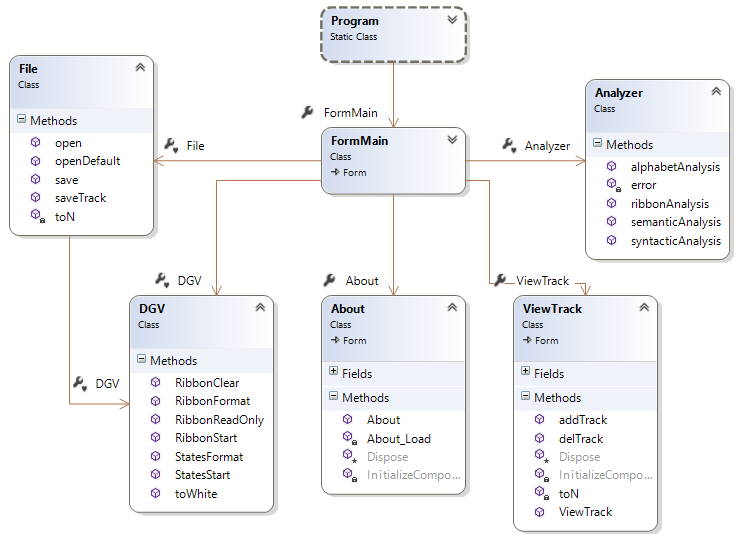 Program
Static Class
FormMain
File
Class
Methods
open
openDefault
save
saveTrack
toN
File
FormMain
Class
Form
Analyzer
Analyzer
Class
Methods
alphabetAnalysis
error
ribbonAnalysis
semanticAnalysis
syntacticAnalysis
DGV
About
ViewTrack
DGV
DGV
Class
Methods
RibbonClear
RibbonFormat
RibbonReadOnly
RibbonStart
StatesFormat
StatesStart
toWhite
About
Class
Form
Fields
Methods
About
About_Load
Dispose
InitializeCompo...
ViewTrack
Class
Form
Fields
Methods
addTrack
delTrack
Dispose
InitializeCompo...
toN
ViewTrack